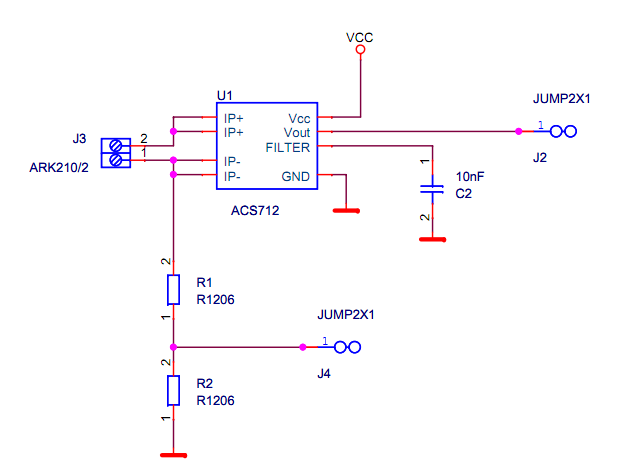 VCC
U1
JUMP2X1
IP+
Vcc
1
J3
2
IP+
Vout
1
FILTER
J2
ARK210/2
IP-
1
10nF
IP-
GND
C2
ACS712
2
2
R1
R1206
1
JUMP2X1
1
2
J4
R2
R1206
1